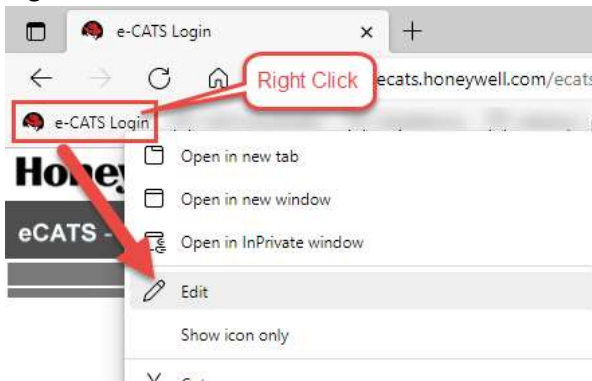 e-CATS Login
Right Click
ecats.honeywell.com/ecats
e-CATS Login
Open in new tab
Hone
Open in new window
eCATS -
Open in InPrivate window
Edit
Show icon only